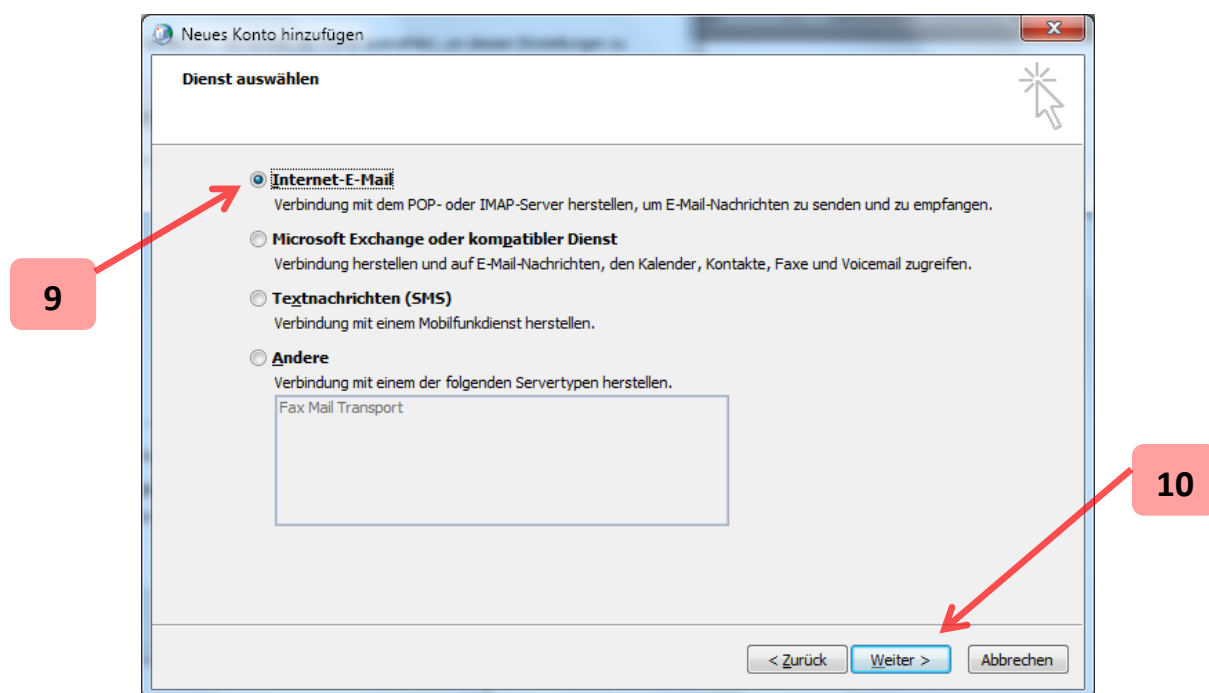 Neues Konto hinzufügen
Dienst auswählen
Internet-E-Mail
Verbindung mit dem POP- oder IMAP-Server herstellen, um E-Mail-Nachrichten zu senden und zu empfangen.
Microsoft Exchange oder kompatibler Dienst
Verbindung herstellen und auf E-Mail-Nachrichten, den Kalender, Kontakte, Faxe und Voicemail zugreifen.
9
Textnachrichten (SMS)
Verbindung mit einem Mobilfunkdienst herstellen.
Andere
Verbindung mit einem der folgenden Servertypen herstellen.
Fax Mail Transport
10
< Zurück
Weiter >
Abbrechen